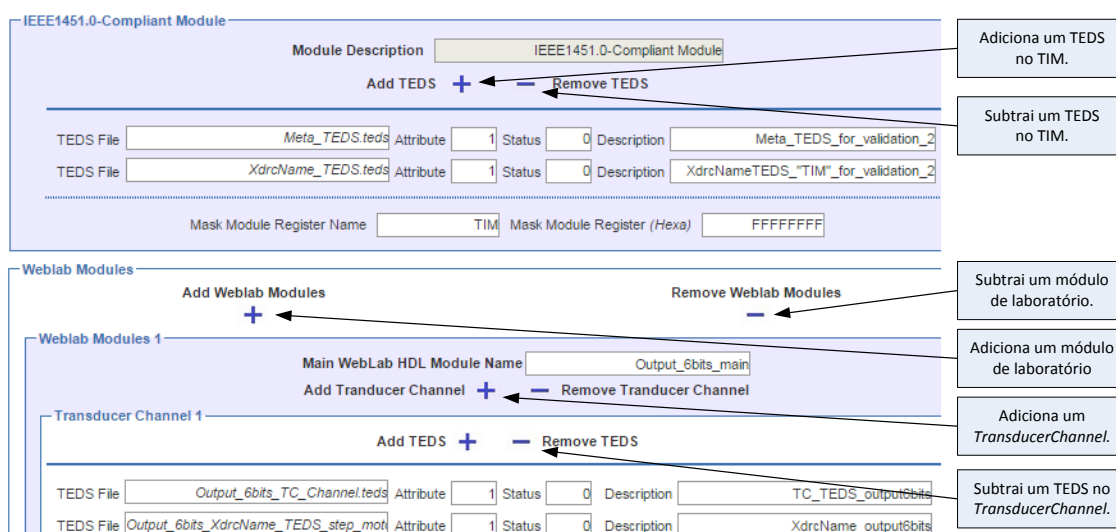 IEEE1451.0-Compliant Module
Module Description IEEE1451.0-Compliant Module
Add TEDS + − Remove TEDS
TEDS File Meta_TEDS.teds Attribute 1 Status 0 Description Meta_TEDS_for_validation_2
TEDS File XdrcName_TEDS.teds Attribute 1 Status 0 Description XdrcNameTEDS_"TIM"_for_validation_2
Mask Module Register Name TIM Mask Module Register (Hexa) FFFFFFFF
Adiciona um TEDS
no TIM.
Subtrai um TEDS
no TIM.
Weblab Modules
Add Weblab Modules Remove Weblab Modules
+ −
Weblab Modules 1
Main WebLab HDL Module Name Output_6bits_main
Add Tranducer Channel + − Remove Tranducer Channel
Transducer Channel 1
Add TEDS + − Remove TEDS
TEDS File Output_6bits_TC_Channel.teds Attribute 1 Status 0 Description TC_TEDS_output6bits
TEDS File Output_6bits_XdrcName_TEDS_step_mot Attribute 1 Status 0 Description XdrcName_output6bits
Subtrai um módulo
de laboratório.
Adiciona um módulo
de laboratório
Adiciona um
TransducerChannel.
Subtrai um TEDS no
TransducerChannel.